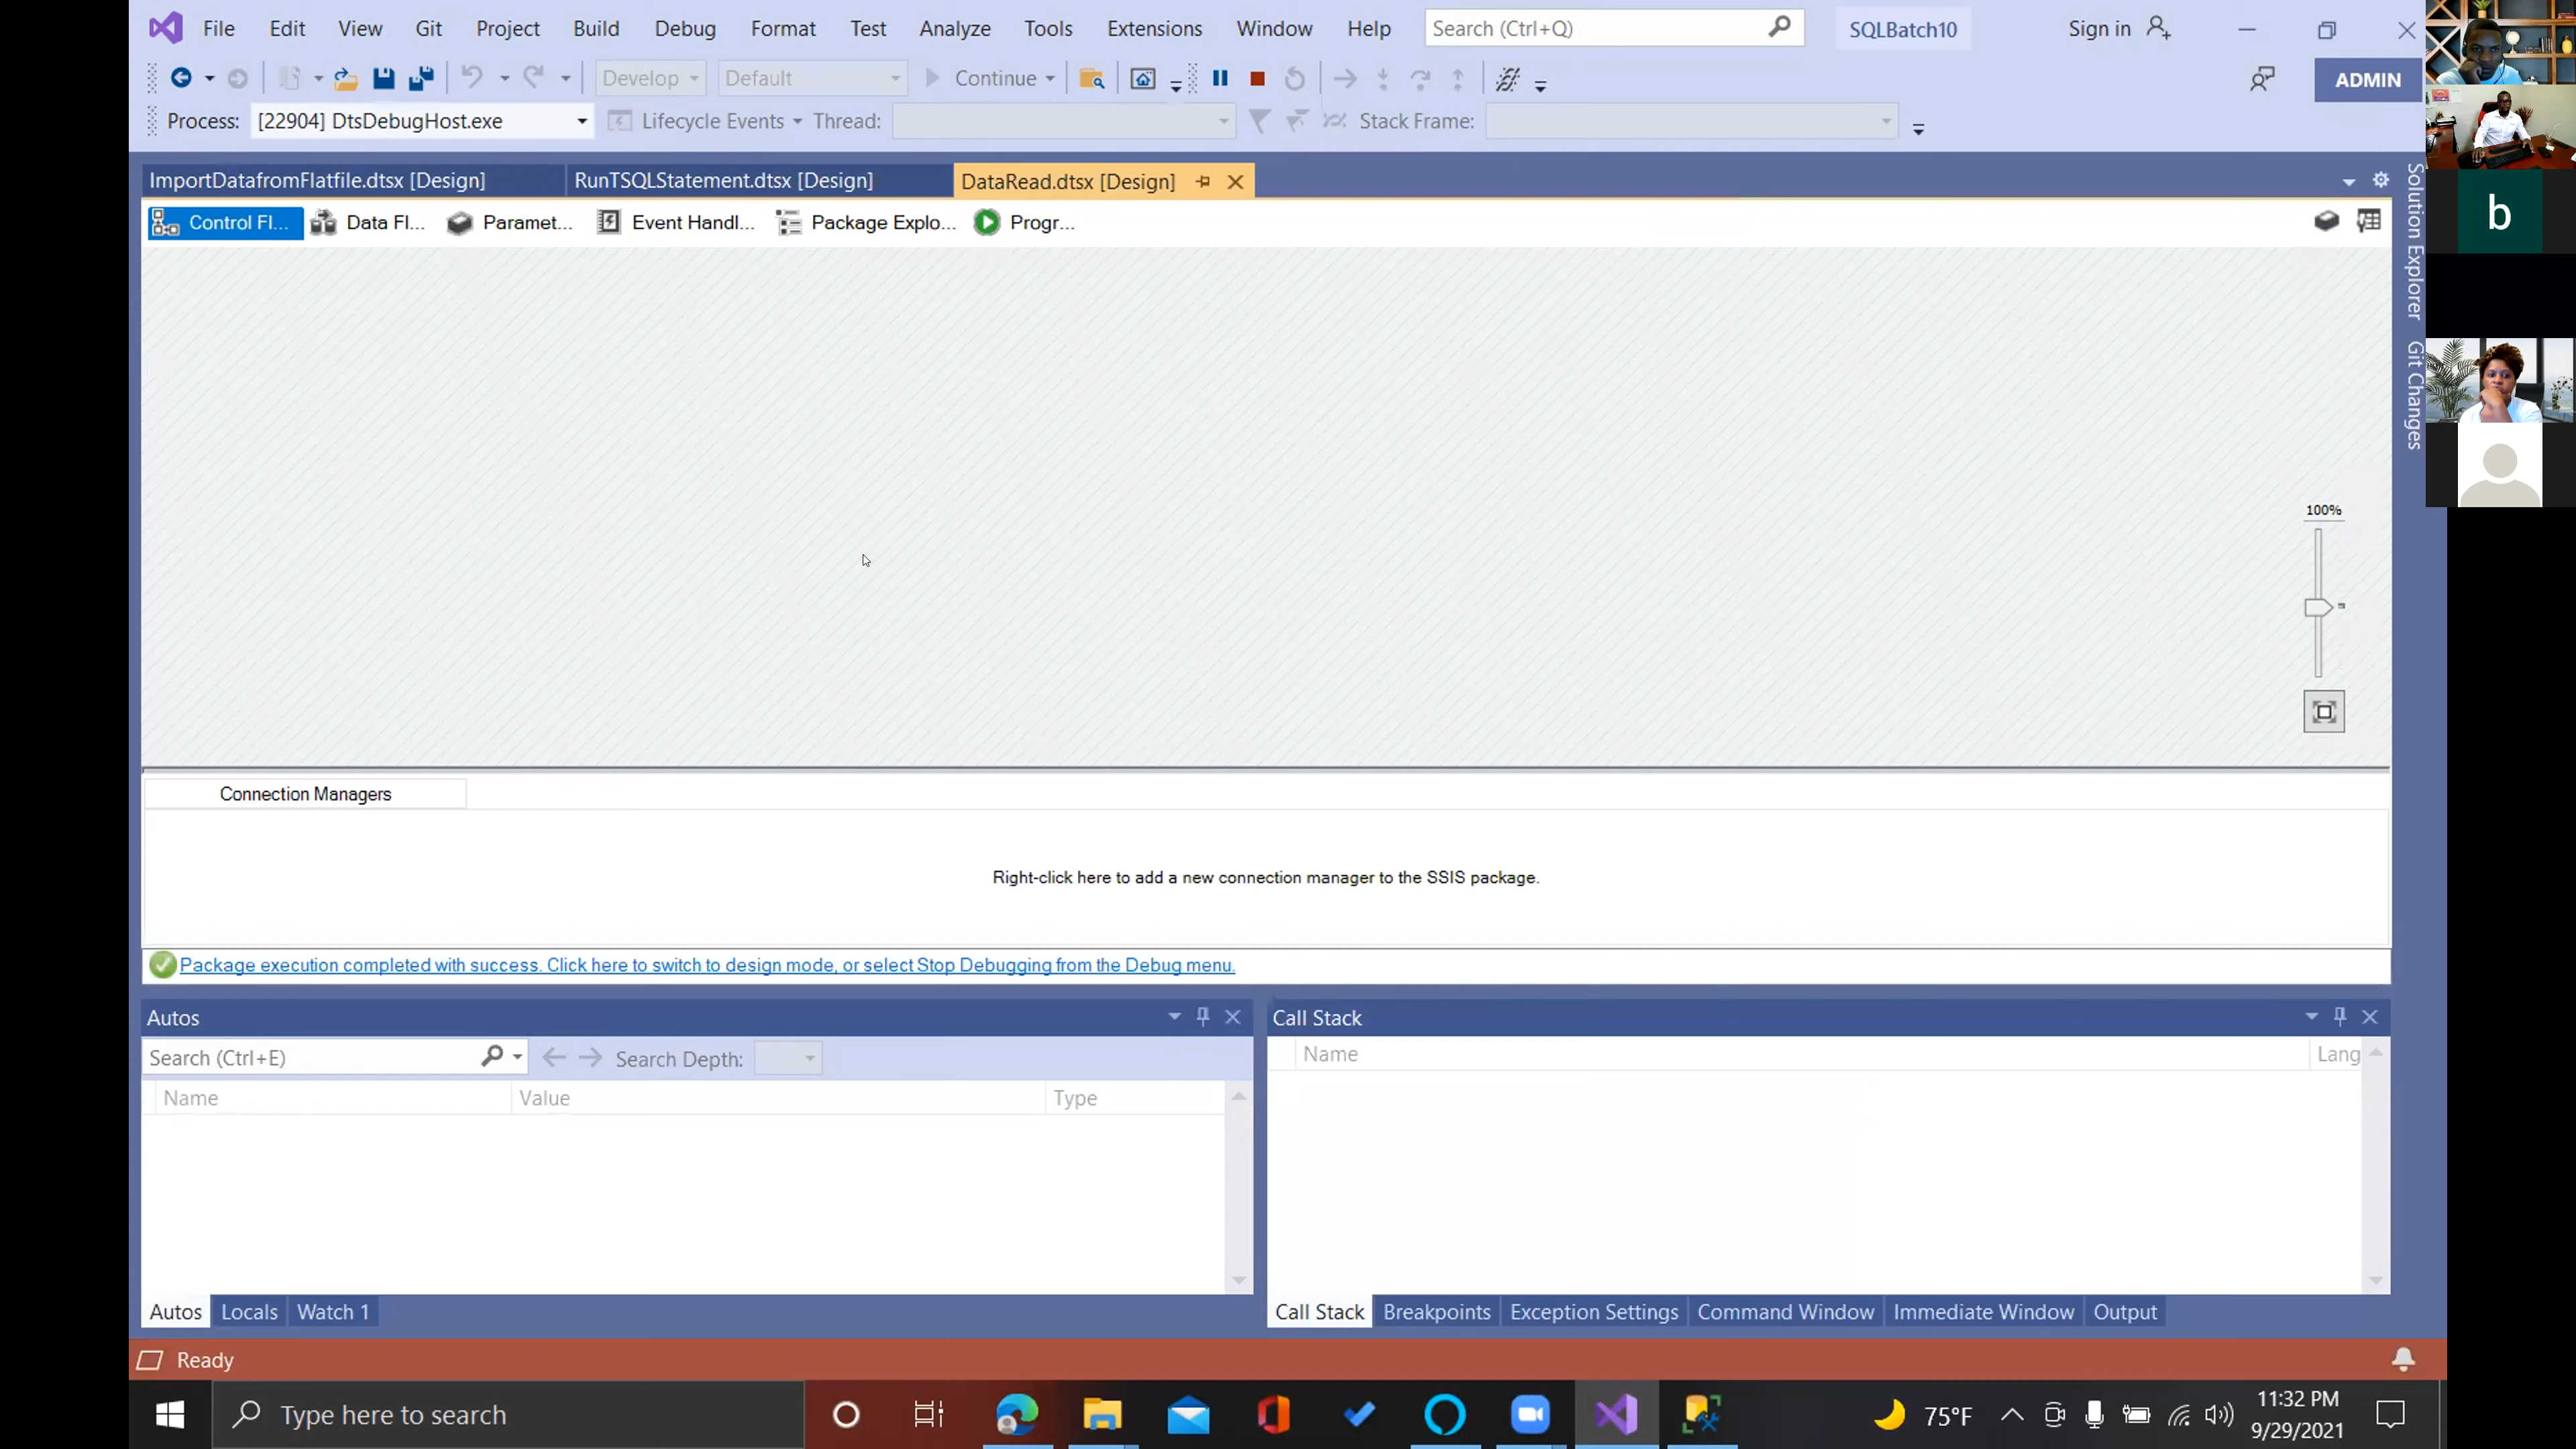 File Edit View Git Project Build Debug Format Test Analyze Tools Extensions Window Help Search (Ctrl+Q) SQLBatch10 Sign in
Develop Default Continue ADMIN
Process: [22904] DtsDebugHost.exe Lifecycle Events Thread: Stack Frame:
ImportDatafromFlatfile.dtsx [Design] RunTSQLStatement.dtsx [Design] DataRead.dtsx [Design]
Control Fl... Data Fl... Paramet... Event Handl... Package Explo... Progr...
Solution Explorer
Git Changes
b
100%
Connection Managers
Right-click here to add a new connection manager to the SSIS package.
Package execution completed with success. Click here to switch to design mode, or select Stop Debugging from the Debug menu.
Autos
Search (Ctrl+E) Search Depth:
Name Value Type
Autos Locals Watch 1
Call Stack
Name Lang
Call Stack Breakpoints Exception Settings Command Window Immediate Window Output
Ready
Type here to search
75°F
11:32 PM
9/29/2021